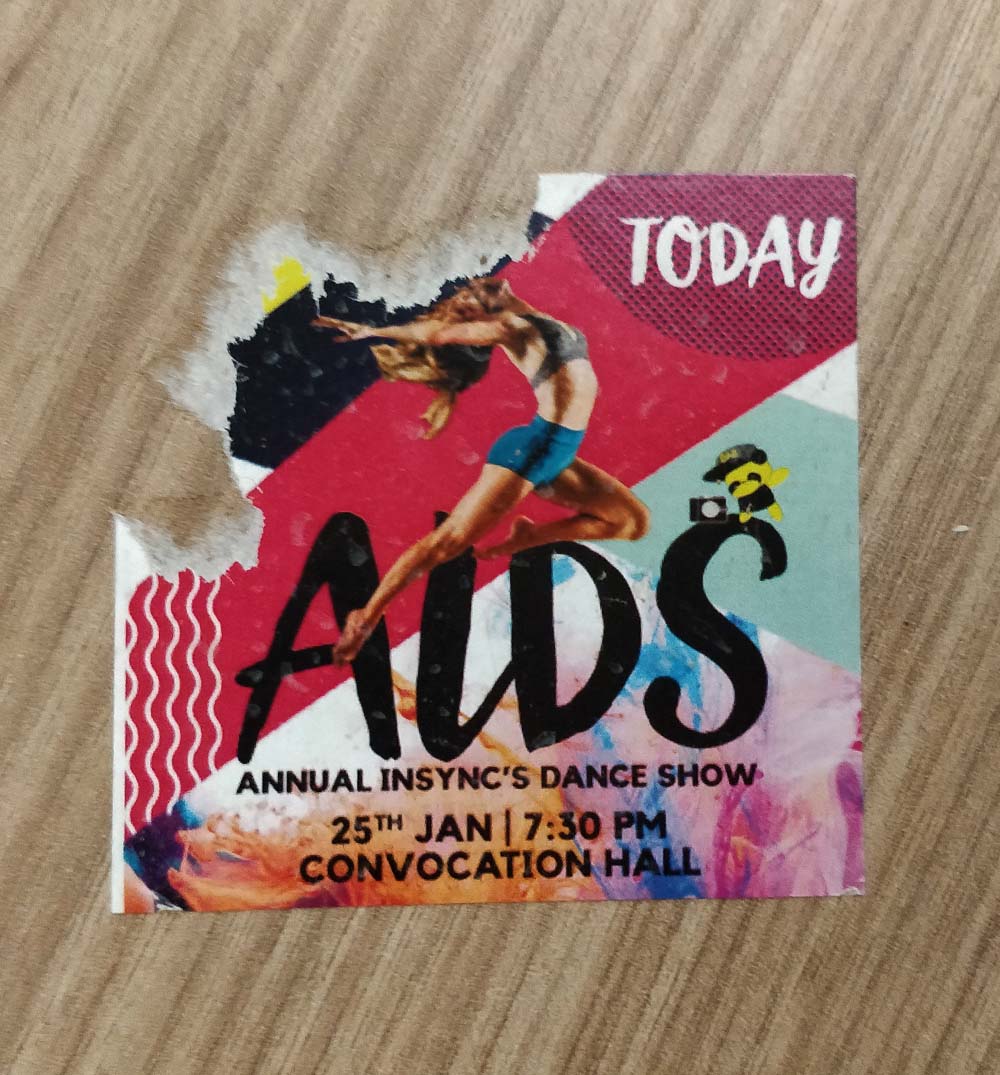 TODAY
AIDS
ANNUAL INSYNC'S DANCE SHOW
25TH JAN | 7:30 PM
CONVOCATION HALL